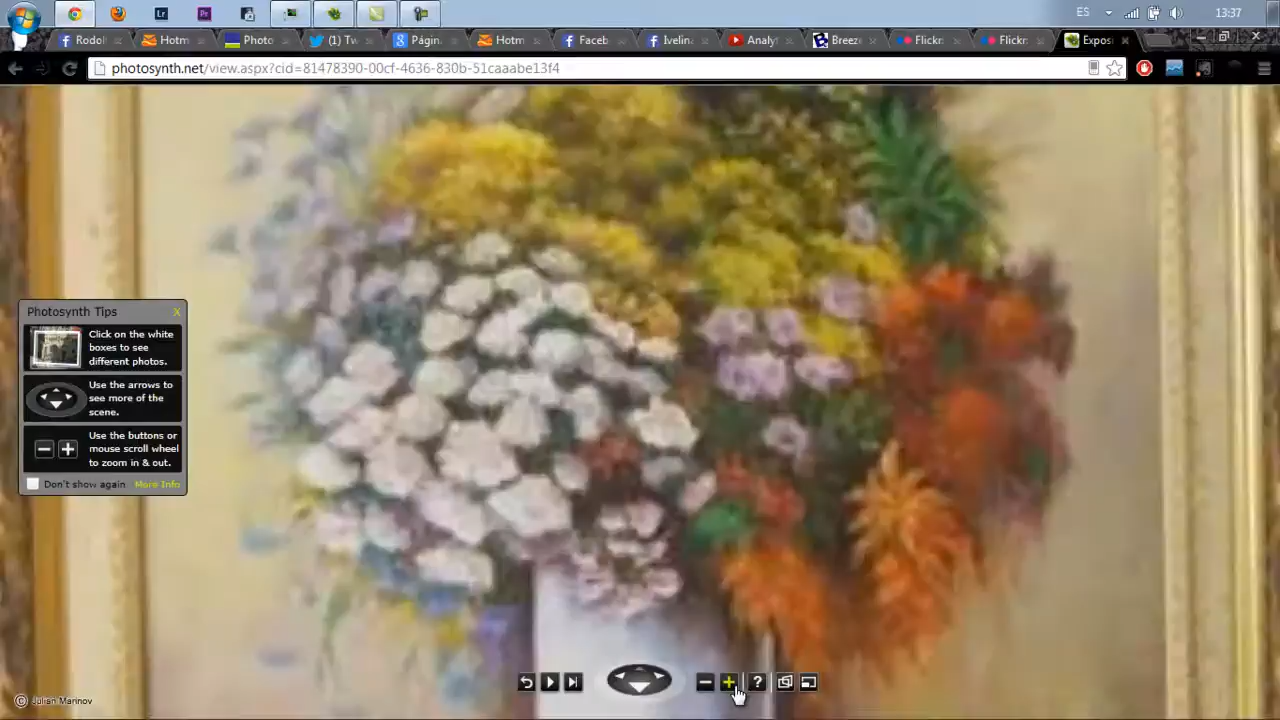 ES 13:37
Rodol Hotm Photo (1) Tw Págin. Hotm Faceb Ivelina Analyt Breeze Flickr Flickr Expos
photosynth.net/view.aspx?cid=81478390-00cf-4636-830b-51caaabe13f4
Photosynth Tips X
Click on the white
boxes to see
different photos.
Use the arrows to
see more of the
scene.
Use the buttons or
mouse scroll wheel
to zoom in & out.
Don't show again More Info
© Julian Marinov